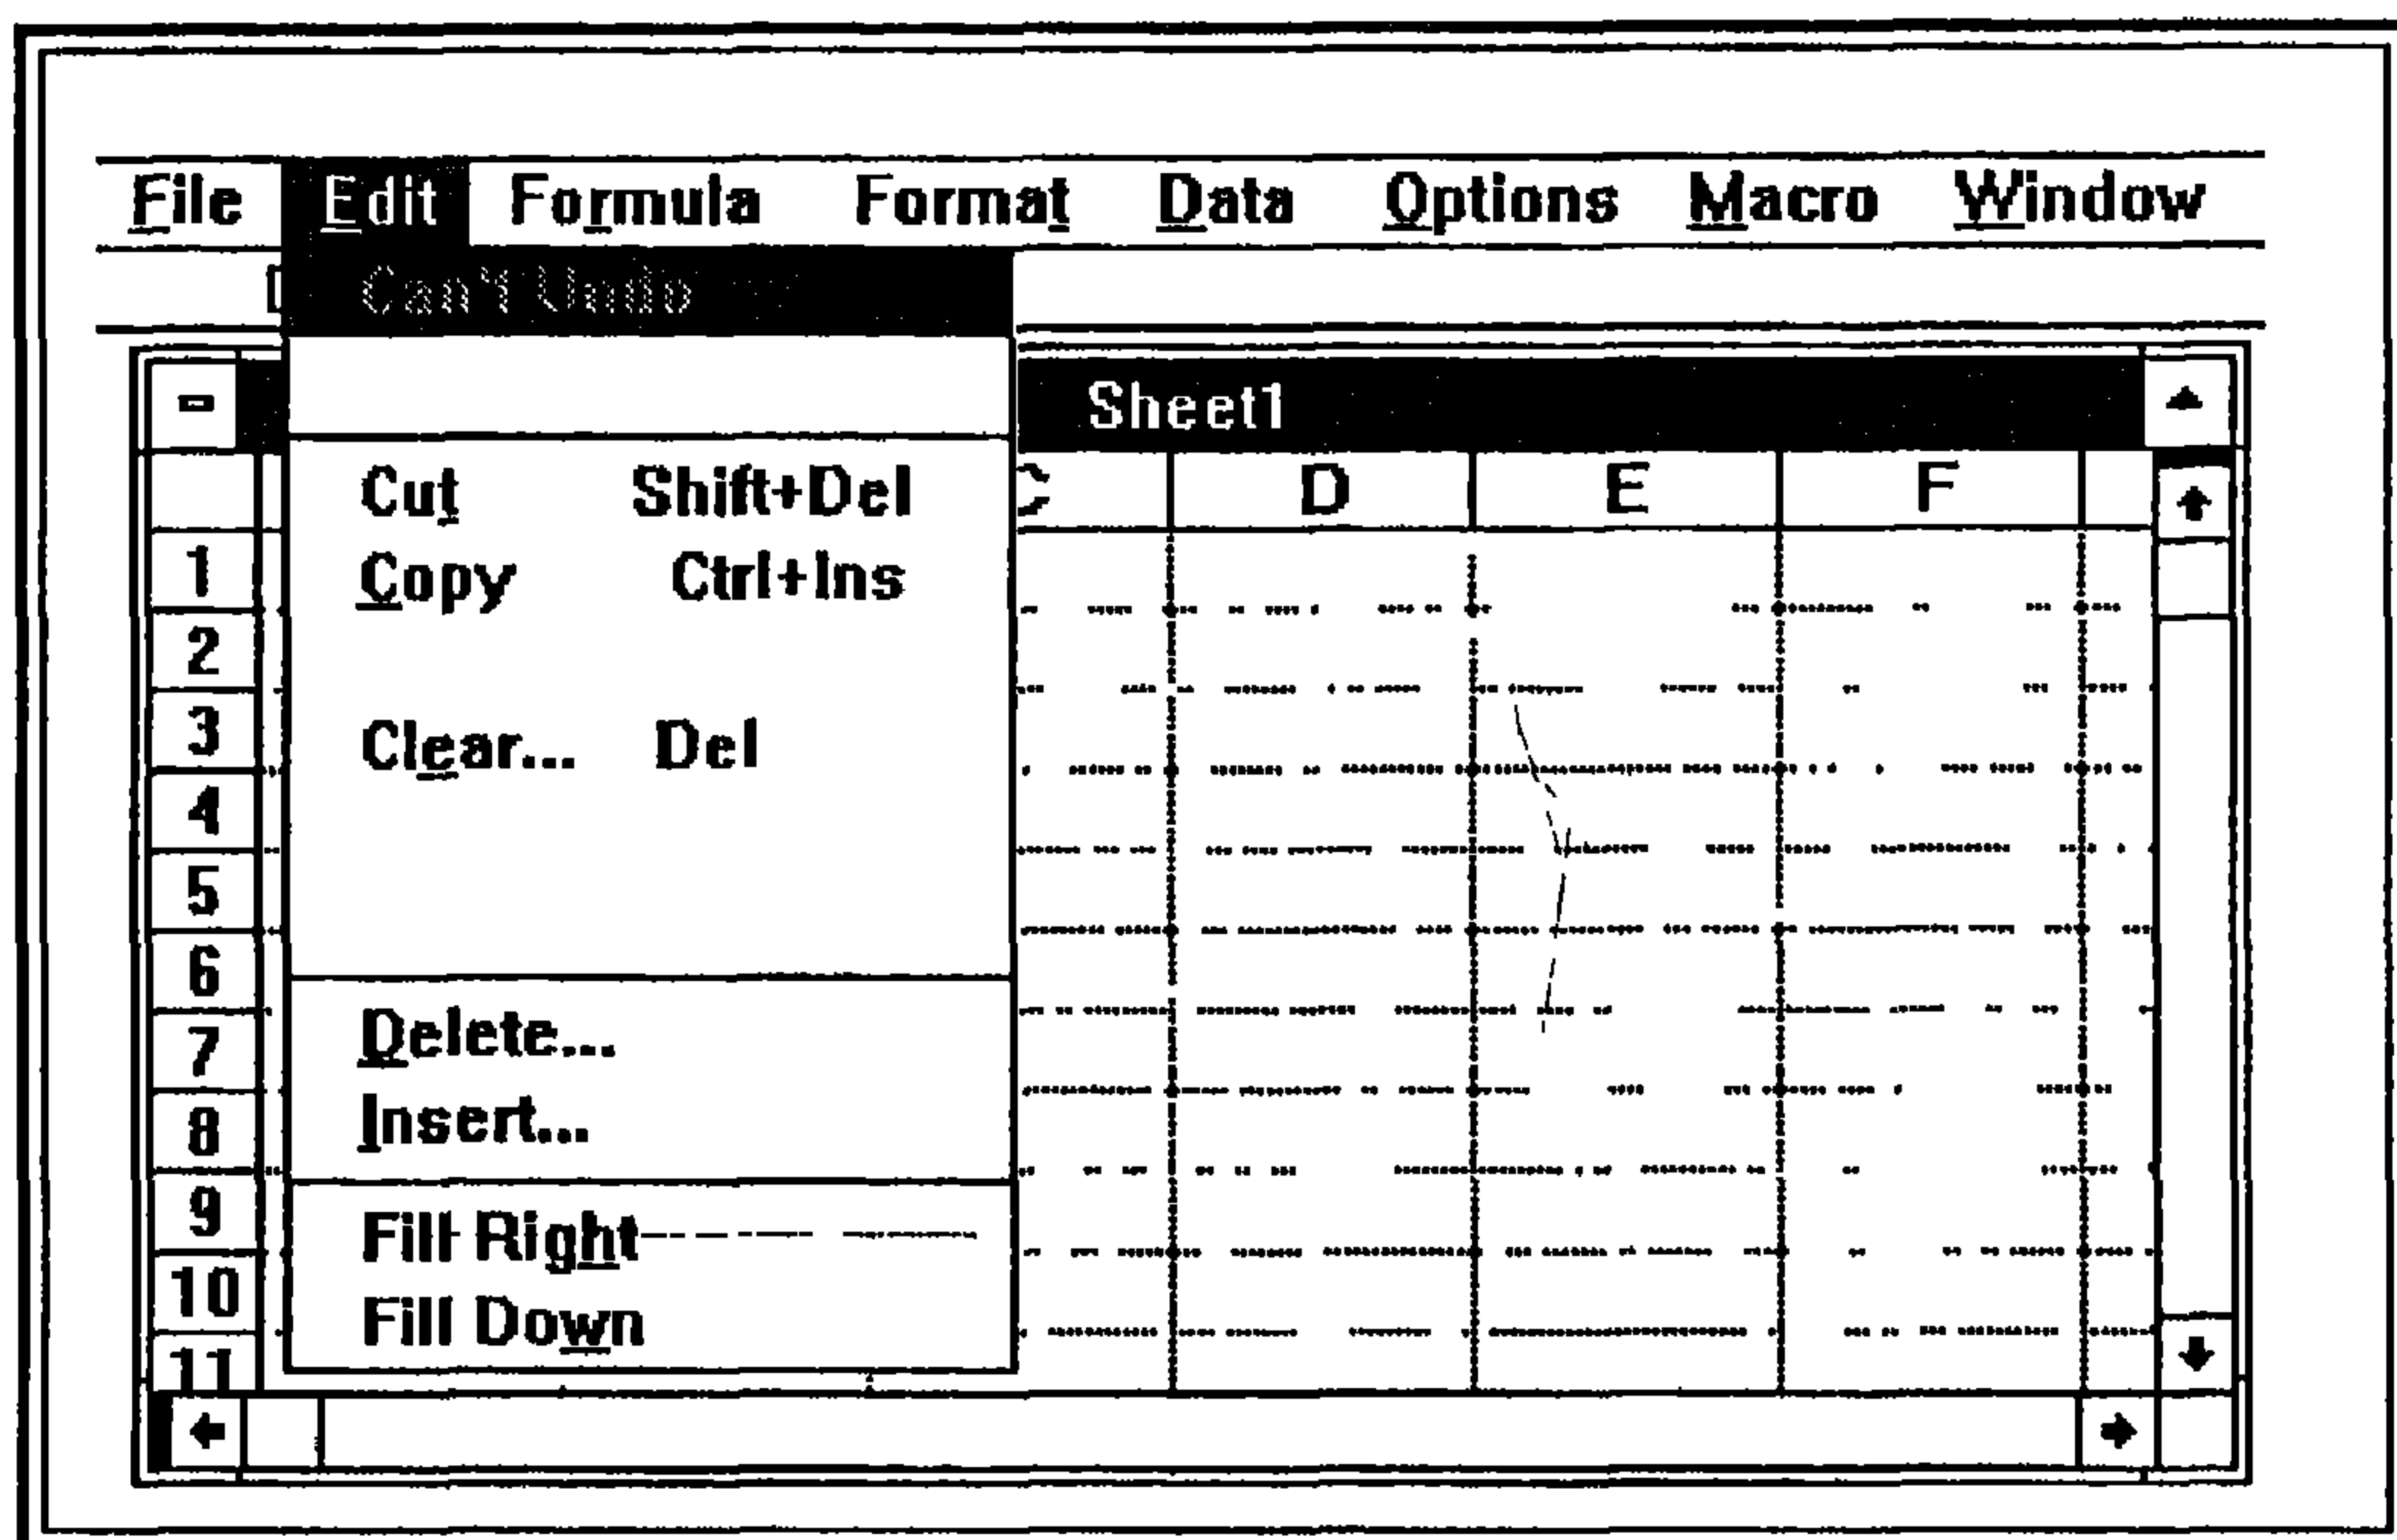 File Edit Formula Format Data Options Macro Window
Can't Undo
Sheet1
Cut Shift+Del
Copy Ctrl+Ins
Clear... Del
Delete...
Insert...
Fill Right
Fill Down
D E F
1
2
3
4
5
6
7
8
9
10
11